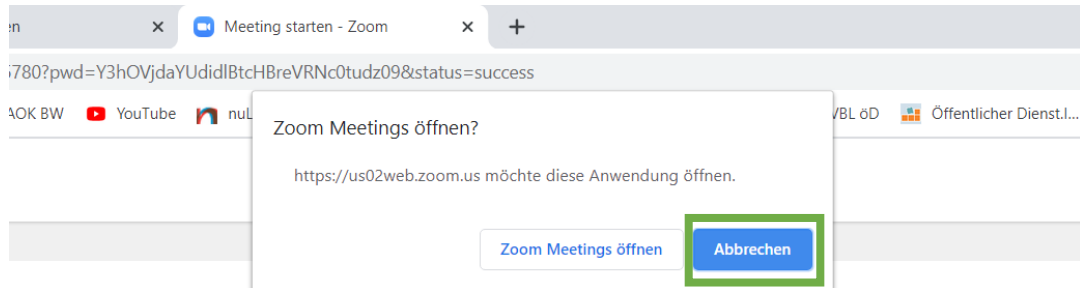 en Meeting starten - Zoom
5780?pwd=Y3hOVjdaYUdidlBtcHBreVRNc0tudz09&status=success
AOK BW YouTube nuL VBL öD Öffentlicher Dienst.I...
Zoom Meetings öffnen?
https://us02web.zoom.us möchte diese Anwendung öffnen.
Zoom Meetings öffnen Abbrechen